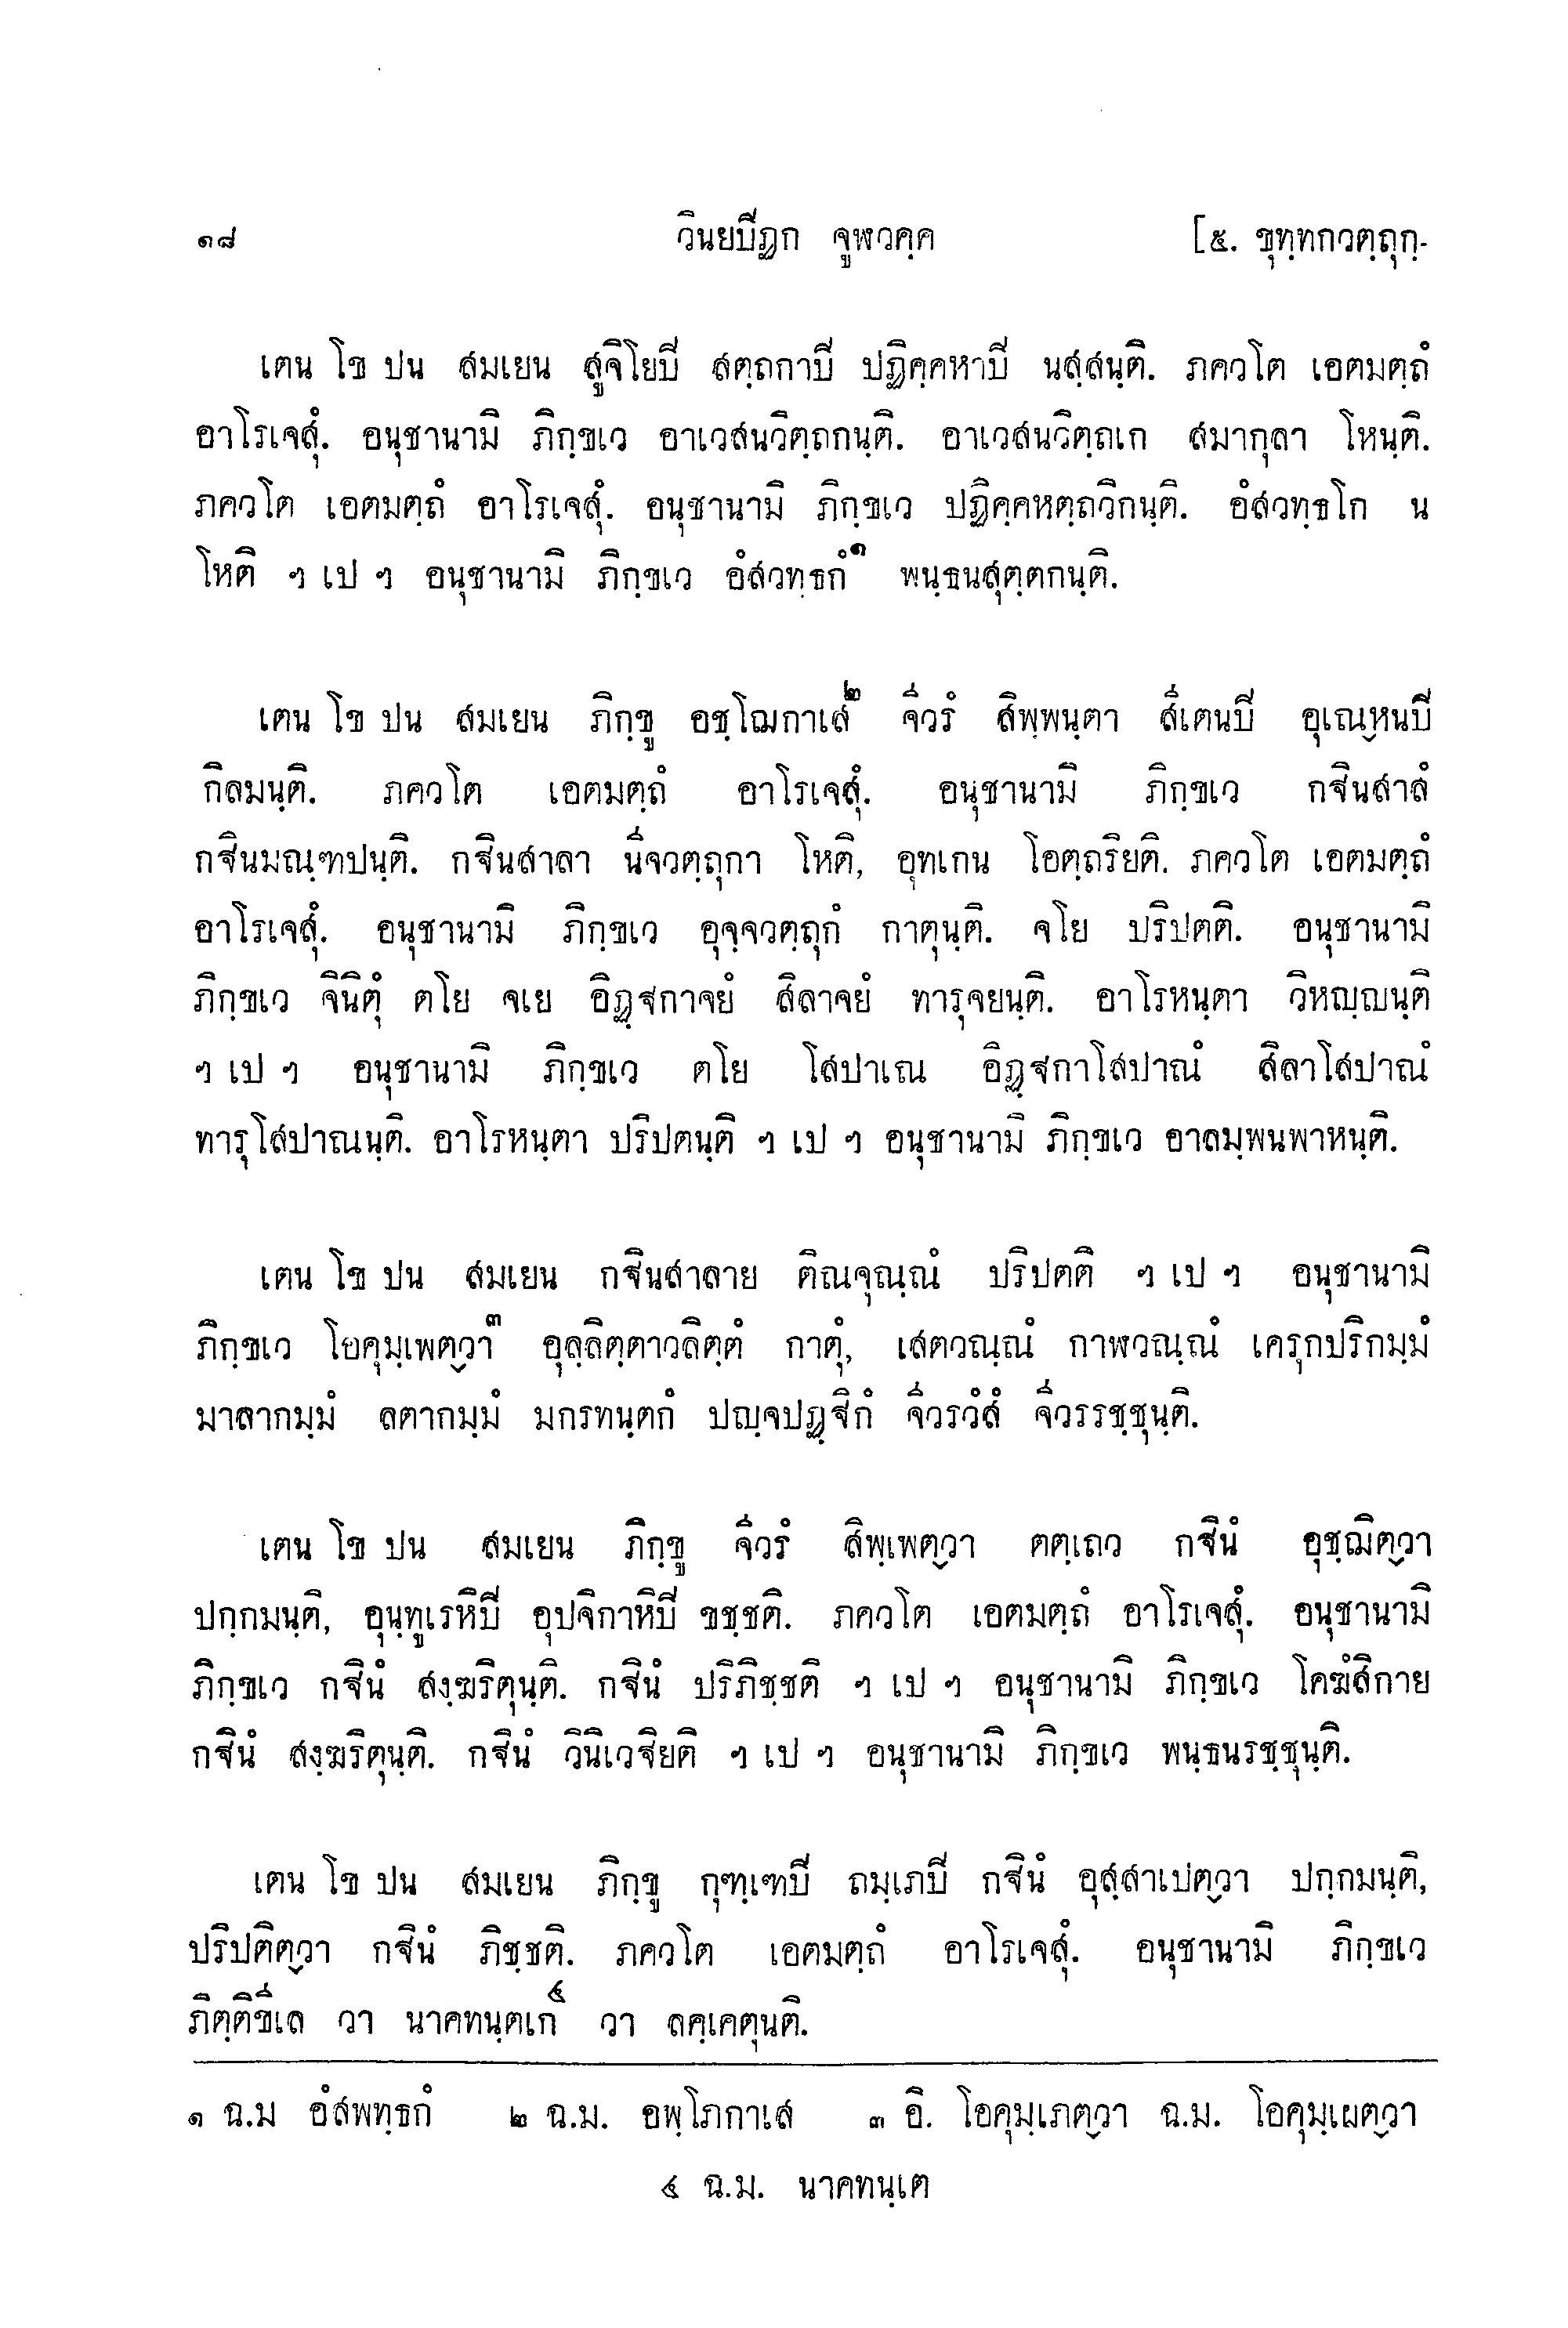 ๑๘ วินยปิฏก จูฬวคฺค [๕. ขุทฺทกวตฺถุกฺ-
เตน โข ปน สมเยน สูจิโยปิ สตฺถกาปิ ปฏิคฺคหาปิ นสฺสนฺติ. ภควโต เอตมตฺถํ
อาโรเจสุํ. อนุชานามิ ภิกฺขเว อาเวสนวิตฺถกนฺติ. อาเวสนวิตฺถเก สมากุลา โหนฺติ.
ภควโต เอตมตฺถํ อาโรเจสุํ. อนุชานามิ ภิกฺขเว ปฏิคฺคหตฺถวิกนฺติ. อํสวทฺธโก น
โหติ ฯ เป ฯ อนุชานามิ ภิกฺขเว อํสวทฺธกํ๑ พนฺธนสุตฺตกนฺติ.
เตน โข ปน สมเยน ภิกฺขู อชฺโฌกาเส๒ จีวรํ สิพฺพนฺตา สีเตนปิ อุเณฺหนปิ
กิลมนฺติ. ภควโต เอตมตฺถํ อาโรเจสุํ. อนุชานามิ ภิกฺขเว กฐินสาลํ
กฐินมณฺฑปนฺติ. กฐินสาลา นีจวตฺถุกา โหติ, อุทเกน โอตฺถริยติ. ภควโต เอตมตฺถํ
อาโรเจสุํ. อนุชานามิ ภิกฺขเว อุจฺจวตฺถุกํ กาตุนฺติ. จโย ปริปตติ. อนุชานามิ
ภิกฺขเว จินิตุํ ตโย จเย อิฏฺฐกาจยํ สิลาจยํ ทารุจยนฺติ. อาโรหนฺตา วิหญฺญนฺติ
ฯ เป ฯ อนุชานามิ ภิกฺขเว ตโย โสปาเณ อิฏฺฐกาโสปาณํ สิลาโสปาณํ
ทารุโสปาณนฺติ. อาโรหนฺตา ปริปตนฺติ ฯ เป ฯ อนุชานามิ ภิกฺขเว อาลมฺพนพาหนฺติ.
เตน โข ปน สมเยน กฐินสาลาย ติณจุณฺณํ ปริปตติ ฯ เป ฯ อนุชานามิ
ภิกฺขเว โอคุมฺเพตฺวา๓ อุลฺลิตฺตาวลิตฺตํ กาตุํ, เสตวณฺณํ กาฬวณฺณํ เครุกปริกมฺมํ
มาลากมฺมํ ลตากมฺมํ มกรทนฺตกํ ปญฺจปฏฺฐิกํ จีวรวํสํ จีวรรชฺชุนฺติ.
เตน โข ปน สมเยน ภิกฺขู จีวรํ สิพฺเพตฺวา ตตฺเถว กฐินํ อุชฺฌิตฺวา
ปกฺกมนฺติ, อุนฺทูเรหิปิ อุปจิกาหิปิ ขชฺชติ. ภควโต เอตมตฺถํ อาโรเจสุํ. อนุชานามิ
ภิกฺขเว กฐินํ สงฺฆริตุนฺติ. กฐินํ ปริภิชฺชติ ฯ เป ฯ อนุชานามิ ภิกฺขเว โคฆํสิกาย
กฐินํ สงฺฆริตุนฺติ. กฐินํ วินิเวฐิยติ ฯ เป ฯ อนุชานามิ ภิกฺขเว พนฺธนรชฺชุนฺติ.
เตน โข ปน สมเยน ภิกฺขู กุฑฺเฑปิ ถมฺเภปิ กฐินํ อุสฺสาเปตฺวา ปกฺกมนฺติ,
ปริปติตฺวา กฐินํ ภิชฺชติ. ภควโต เอตมตฺถํ อาโรเจสุํ. อนุชานามิ ภิกฺขเว
ภิตฺติขีเล วา นาคทนฺตเก๔ วา ลคฺเคตุนติ.
๑ ฉ.ม อํสพทฺธกํ ๒ ฉ.ม. อพฺโภกาเส ๓ อิ. โอคุมฺเภตฺวา ฉ.ม. โอคุมฺเผตฺวา
๔ ฉ.ม. นาคทนฺเต